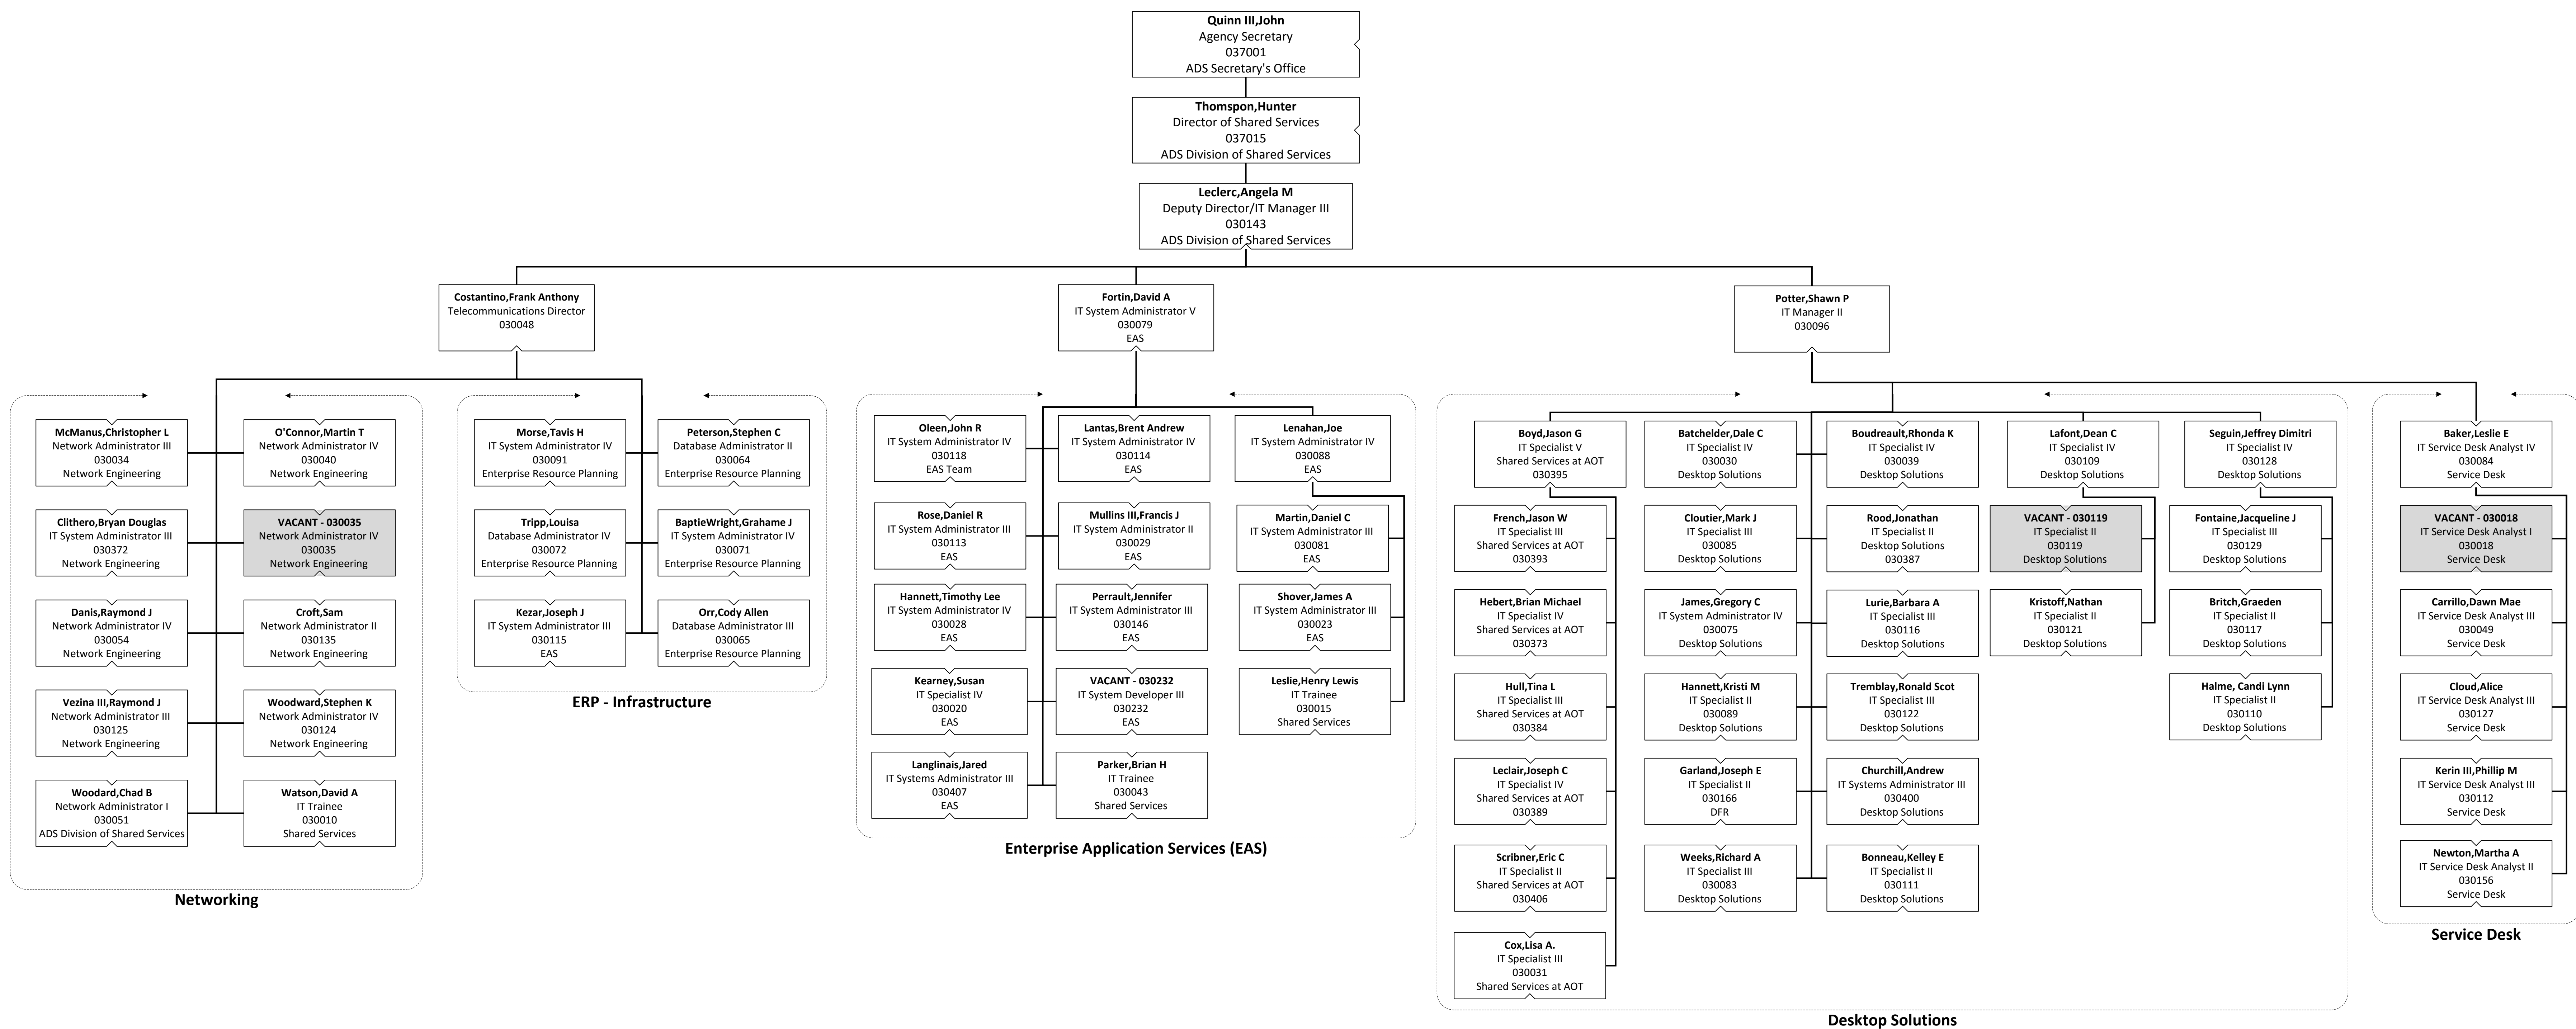 Quinn III,John
Agency Secretary
037001
ADS Secretary's Office
Thomspon,Hunter
Director of Shared Services
037015
ADS Division of Shared Services
Leclerc,Angela M
Deputy Director/IT Manager III
030143
ADS Division of Shared Services
Costantino,Frank Anthony
Telecommunications Director
030048
Fortin,David A
IT System Administrator V
030079
EAS
Potter,Shawn P
IT Manager II
030096
McManus,Christopher L
Network Administrator III
030034
Network Engineering
O'Connor,Martin T
Network Administrator IV
030040
Network Engineering
Clithero,Bryan Douglas
IT System Administrator III
030372
Network Engineering
VACANT - 030035
Network Administrator IV
030035
Network Engineering
Danis,Raymond J
Network Administrator IV
030054
Network Engineering
Croft,Sam
Network Administrator II
030135
Network Engineering
Vezina III,Raymond J
Network Administrator III
030125
Network Engineering
Woodward,Stephen K
Network Administrator IV
030124
Network Engineering
Woodard,Chad B
Network Administrator I
030051
ADS Division of Shared Services
Watson,David A
IT Trainee
030010
Shared Services
Networking
Morse,Tavis H
IT System Administrator IV
030091
Enterprise Resource Planning
Peterson,Stephen C
Database Administrator II
030064
Enterprise Resource Planning
Tripp,Louisa
Database Administrator IV
030072
Enterprise Resource Planning
BaptieWright,Grahame J
IT System Administrator IV
030071
Enterprise Resource Planning
Kezar,Joseph J
IT System Administrator III
030115
EAS
Orr,Cody Allen
Database Administrator III
030065
Enterprise Resource Planning
ERP - Infrastructure
Oleen,John R
IT System Administrator IV
030118
EAS Team
Lantas,Brent Andrew
IT System Administrator IV
030114
EAS
Lenahan,Joe
IT System Administrator IV
030088
EAS
Rose,Daniel R
IT System Administrator III
030113
EAS
Mullins III,Francis J
IT System Administrator II
030029
EAS
Martin,Daniel C
IT System Administrator III
030081
EAS
Hannett,Timothy Lee
IT System Administrator IV
030028
EAS
Perrault,Jennifer
IT System Administrator III
030146
EAS
Shover,James A
IT System Administrator III
030023
EAS
Kearney,Susan
IT Specialist IV
030020
EAS
VACANT - 030232
IT System Developer III
030232
EAS
Leslie,Henry Lewis
IT Trainee
030015
Shared Services
Langlinais,Jared
IT Systems Administrator III
030407
EAS
Parker,Brian H
IT Trainee
030043
Shared Services
Enterprise Application Services (EAS)
Boyd,Jason G
IT Specialist V
Shared Services at AOT
030395
Batchelder,Dale C
IT Specialist IV
030030
Desktop Solutions
Boudreault,Rhonda K
IT Specialist IV
030039
Desktop Solutions
Lafont,Dean C
IT Specialist IV
030109
Desktop Solutions
Seguin,Jeffrey Dimitri
IT Specialist IV
030128
Desktop Solutions
French,Jason W
IT Specialist III
Shared Services at AOT
030393
Cloutier,Mark J
IT Specialist III
030085
Desktop Solutions
Rood,Jonathan
IT Specialist II
Desktop Solutions
030387
VACANT - 030119
IT Specialist II
030119
Desktop Solutions
Fontaine,Jacqueline J
IT Specialist III
030129
Desktop Solutions
Hebert,Brian Michael
IT Specialist IV
Shared Services at AOT
030373
James,Gregory C
IT System Administrator IV
030075
Desktop Solutions
Lurie,Barbara A
IT Specialist III
030116
Desktop Solutions
Kristoff,Nathan
IT Specialist II
030121
Desktop Solutions
Britch,Graeden
IT Specialist II
030117
Desktop Solutions
Hull,Tina L
IT Specialist III
Shared Services at AOT
030384
Hannett,Kristi M
IT Specialist II
030089
Desktop Solutions
Tremblay,Ronald Scot
IT Specialist III
030122
Desktop Solutions
Halme, Candi Lynn
IT Specialist II
030110
Desktop Solutions
Leclair,Joseph C
IT Specialist IV
Shared Services at AOT
030389
Garland,Joseph E
IT Specialist II
030166
DFR
Churchill,Andrew
IT Systems Administrator III
030400
Desktop Solutions
Scribner,Eric C
IT Specialist II
Shared Services at AOT
030406
Weeks,Richard A
IT Specialist III
030083
Desktop Solutions
Bonneau,Kelley E
IT Specialist II
030111
Desktop Solutions
Cox,Lisa A.
IT Specialist III
030031
Shared Services at AOT
Desktop Solutions
Baker,Leslie E
IT Service Desk Analyst IV
030084
Service Desk
VACANT - 030018
IT Service Desk Analyst I
030018
Service Desk
Carrillo,Dawn Mae
IT Service Desk Analyst III
030049
Service Desk
Cloud,Alice
IT Service Desk Analyst III
030127
Service Desk
Kerin III,Phillip M
IT Service Desk Analyst III
030112
Service Desk
Newton,Martha A
IT Service Desk Analyst II
030156
Service Desk
Service Desk